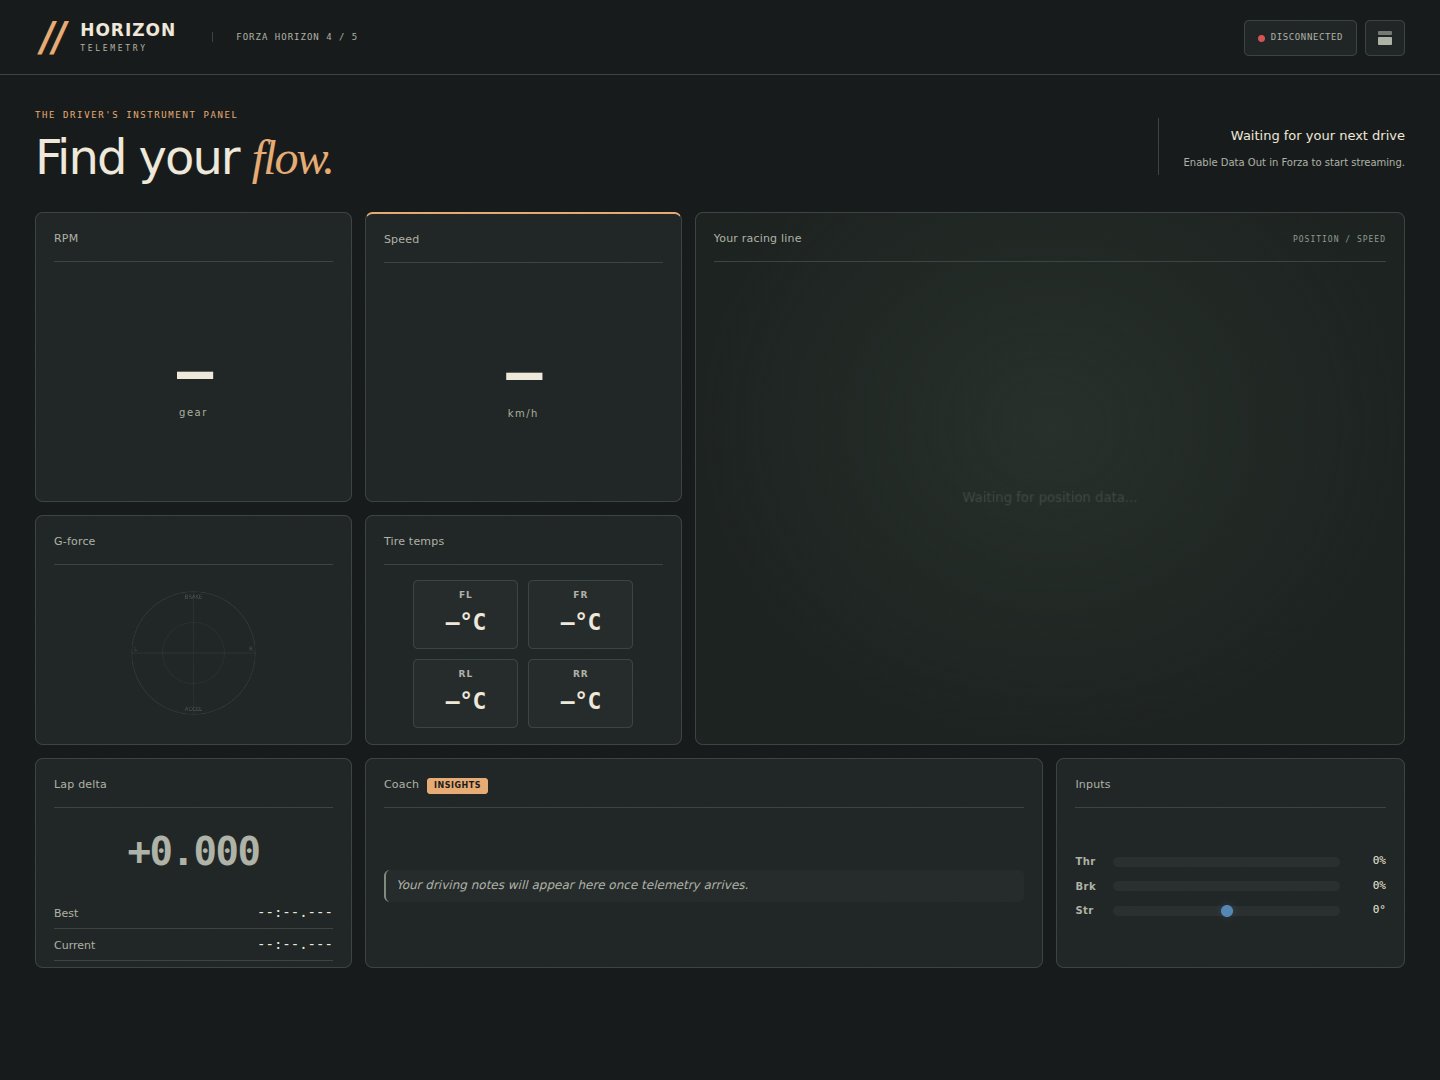 // HORIZON
TELEMETRY
FORZA HORIZON 4 / 5
DISCONNECTED
THE DRIVER'S INSTRUMENT PANEL
Find your flow.
Waiting for your next drive
Enable Data Out in Forza to start streaming.
RPM
—
gear
Speed
—
km/h
Your racing line
POSITION / SPEED
Waiting for position data...
G-force
BRAKE
L
R
ACCEL
Tire temps
FL
—°C
FR
—°C
RL
—°C
RR
—°C
Lap delta
+0.000
Best
--:--.---
Current
--:--.---
Coach
INSIGHTS
Your driving notes will appear here once telemetry arrives.
Inputs
Thr
0%
Brk
0%
Str
0°